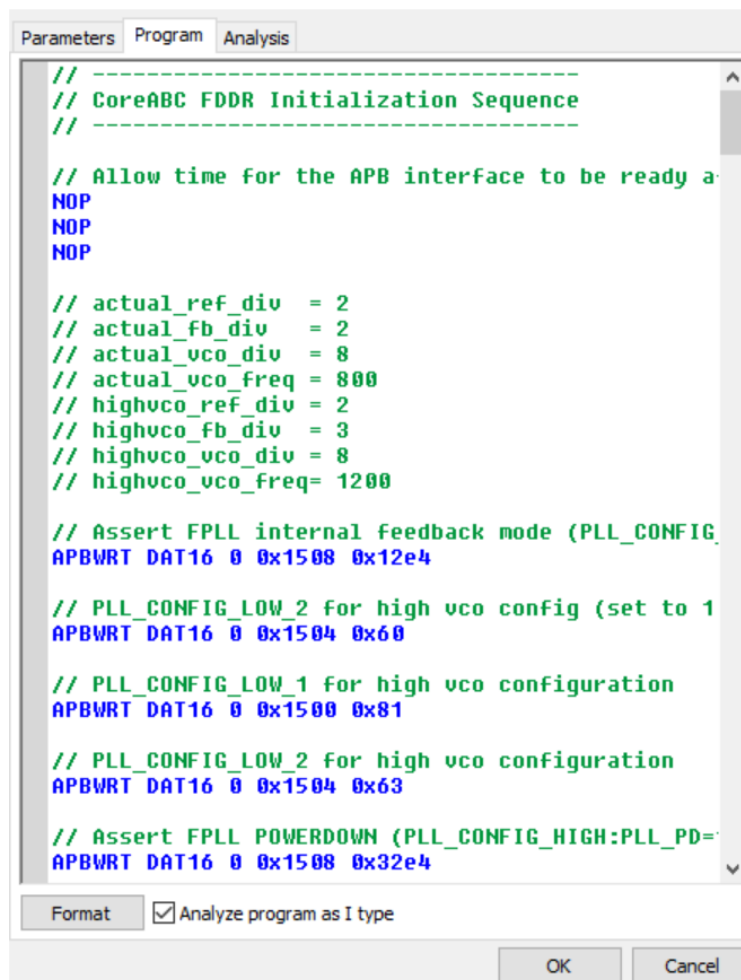 Parameters Program Analysis
// -----------------------------------
// CoreABC FDDR Initialization Sequence
// -----------------------------------
// Allow time for the APB interface to be ready a
NOP
NOP
NOP
// actual_ref_div  = 2
// actual_fb_div   = 2
// actual_vco_div  = 8
// actual_vco_freq = 800
// highvco_ref_div = 2
// highvco_fb_div  = 3
// highvco_vco_div = 8
// highvco_vco_freq= 1200
// Assert FPLL internal feedback mode (PLL_CONFIG_
APBWRT DAT16 0 0x1508 0x12e4
// PLL_CONFIG_LOW_2 for high vco config (set to 1
APBWRT DAT16 0 0x1504 0x60
// PLL_CONFIG_LOW_1 for high vco configuration
APBWRT DAT16 0 0x1500 0x81
// PLL_CONFIG_LOW_2 for high vco configuration
APBWRT DAT16 0 0x1504 0x63
// Assert FPLL POWERDOWN (PLL_CONFIG_HIGH:PLL_PD=
APBWRT DAT16 0 0x1508 0x32e4
Format Analyze program as I type
OK Cancel